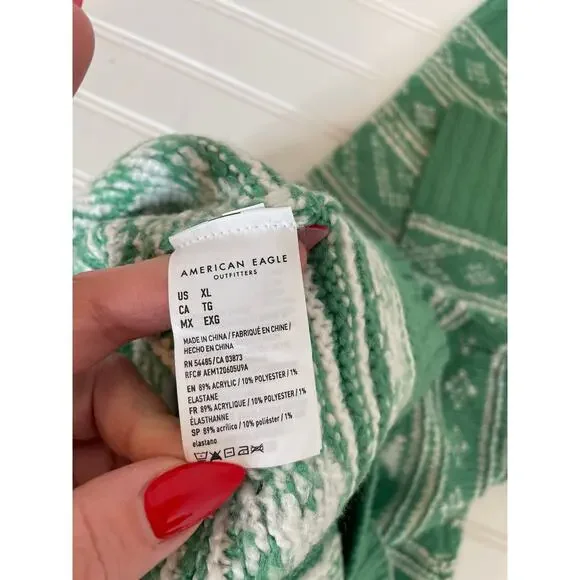 AMERICAN EAGLE
OUTFITTERS
US XL
CA TG
MX EXG
MADE IN CHINA / FABRIQUÉ EN CHINE /
HECHO EN CHINA
RN 54485 / CA 03873
RFC# AEM120605U9A
EN 89% ACRYLIC / 10% POLYESTER / 1%
ELASTANE
FR 89% ACRYLIQUE / 10% POLYESTER / 1%
ÉLASTHANNE
SP 89% acrílico / 10% poliéster / 1%
elastano